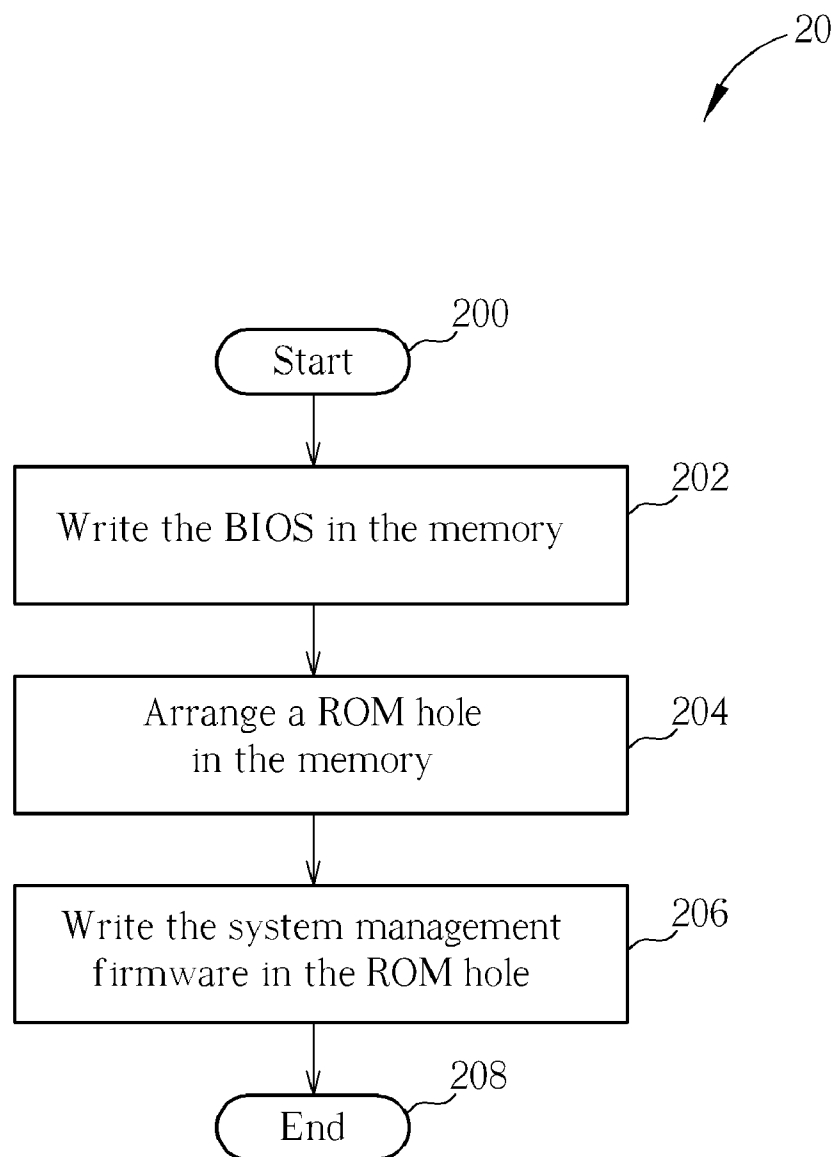 20
200
Start
202
Write the BIOS in the memory
Arrange a ROM hole
in the memory
204
Write the system management
firmware in the ROM hole
206
208
End